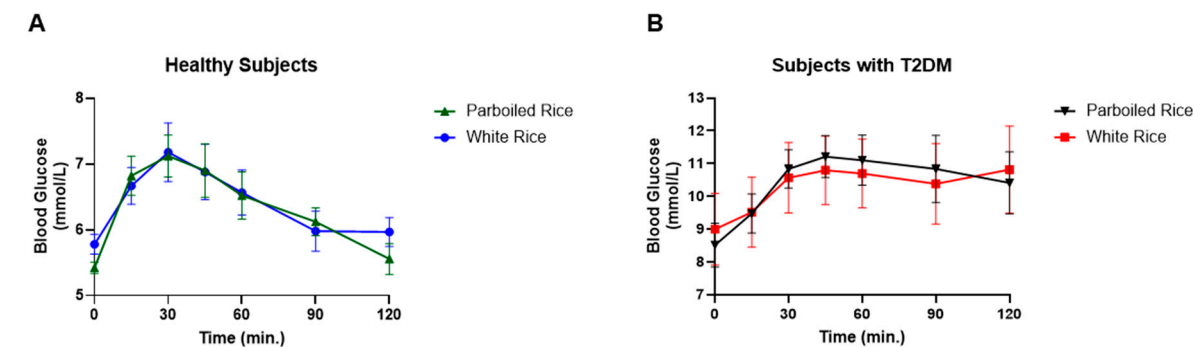 A
Healthy Subjects
8
7
6
5
Blood Glucose
(mmol/L)
0
30
60
90
120
Time (min.)
Parboiled Rice
White Rice
B
Subjects with T2DM
13
12
11
10
9
8
7
Blood Glucose
(mmol/L)
0
30
60
90
120
Time (min.)
Parboiled Rice
White Rice